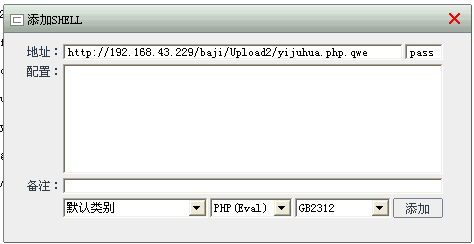 添加SHELL
地址： http://192.168.43.229/baji/Upload2/yijuhua.php.qwe pass
配置：
备注：
默认类别 PHP(Eval) GB2312 添加